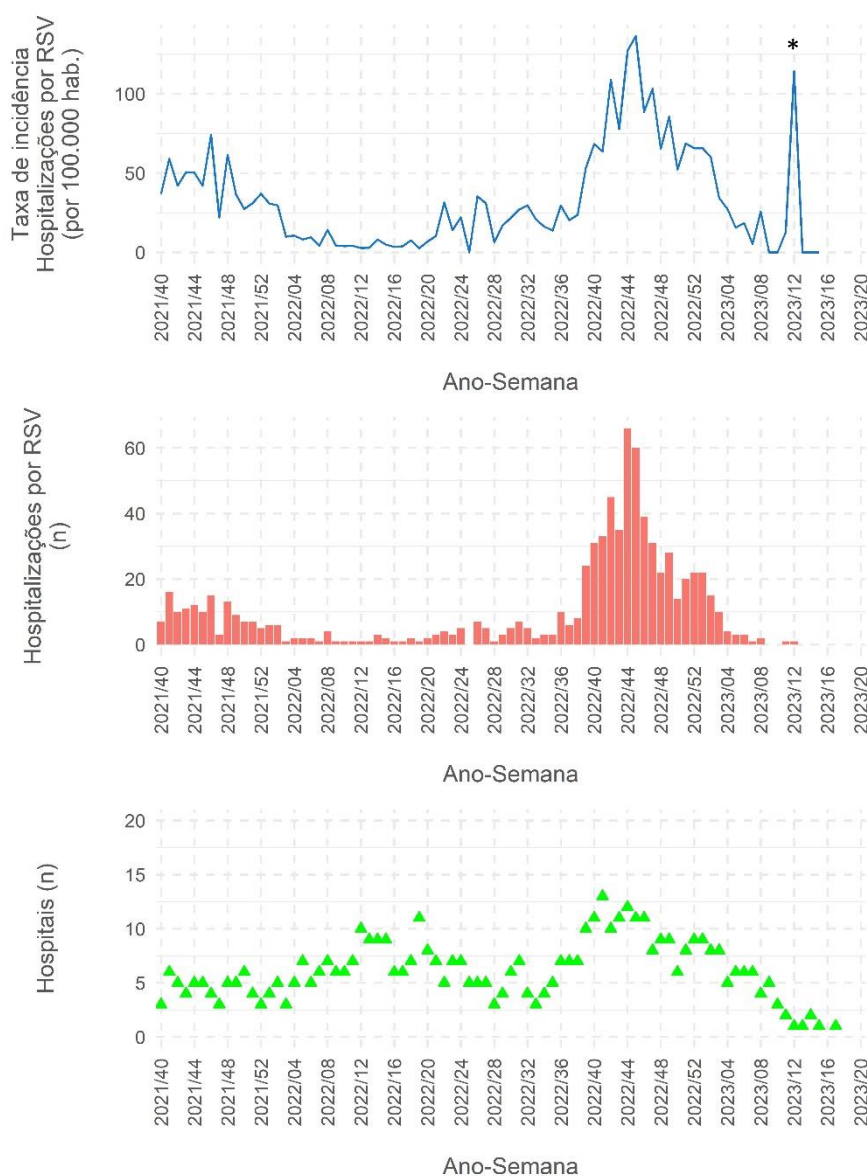 Taxa de incidência
Hospitalizações por RSV
(por 100.000 hab.)
*
100
50
0
2021/40 2021/44 2021/48 2021/52 2022/04 2022/08 2022/12 2022/16 2022/20 2022/24 2022/28 2022/32 2022/36 2022/40 2022/44 2022/48 2022/52 2023/04 2023/08 2023/12 2023/16 2023/20
Ano-Semana
Hospitalizações por RSV
(n)
60
40
20
0
2021/40 2021/44 2021/48 2021/52 2022/04 2022/08 2022/12 2022/16 2022/20 2022/24 2022/28 2022/32 2022/36 2022/40 2022/44 2022/48 2022/52 2023/04 2023/08 2023/12 2023/16 2023/20
Ano-Semana
Hospitais (n)
20
15
10
5
0
2021/40 2021/44 2021/48 2021/52 2022/04 2022/08 2022/12 2022/16 2022/20 2022/24 2022/28 2022/32 2022/36 2022/40 2022/44 2022/48 2022/52 2023/04 2023/08 2023/12 2023/16 2023/20
Ano-Semana